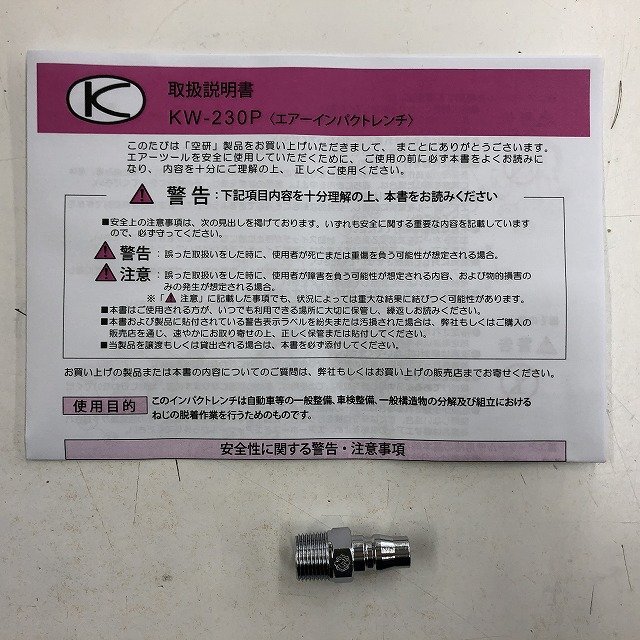 K
取扱説明書
KW-230P〈エアーインパクトレンチ〉
このたびは「空研」製品をお買い上げいただきまして、まことにありがとうございます。
エアーツールを安全に使用していただくために、ご使用の前に必ず本書をよくお読みに
なり、内容を十分にご理解の上、正しくご使用ください。
警告:下記項目内容を十分理解の上、本書をお読みください
■安全上の注意事項は、次の見出しを掲げております。いずれも安全に関する重要な内容を記載しています
ので、必ず守ってください。
警告:誤った取扱いをした時に、使用者が死亡または重傷を負う可能性が想定される場合。
注意:誤った取扱いをした時に、使用者が障害を負う可能性が想定される内容、および物的損害の
みの発生が想定される場合。
※「注意」に記載した事項でも、状況によっては重大な結果に結びつく可能性があります。
■本書はご使用される方が、いつでも利用できる場所に大切に保管し、繰返しお読みください。
■本書および製品に貼付されている警告表示ラベルを紛失または汚損された場合は、弊社もしくはご購入の
販売店を通じ、速やかにお取り寄せの上、正しく保管または貼付してください。
■当製品を譲渡もしくは貸出される場合は、本書を必ず添付してください。
お買い上げの製品または本書の内容についてのご質問は、弊社もしくはお買い上げの販売店までお寄せください。
使用目的 このインパクトレンチは自動車等の一般整備、車検整備、一般構造物の分解及び組立における
ねじの脱着作業を行うためのものです。
安全性に関する警告・注意事項